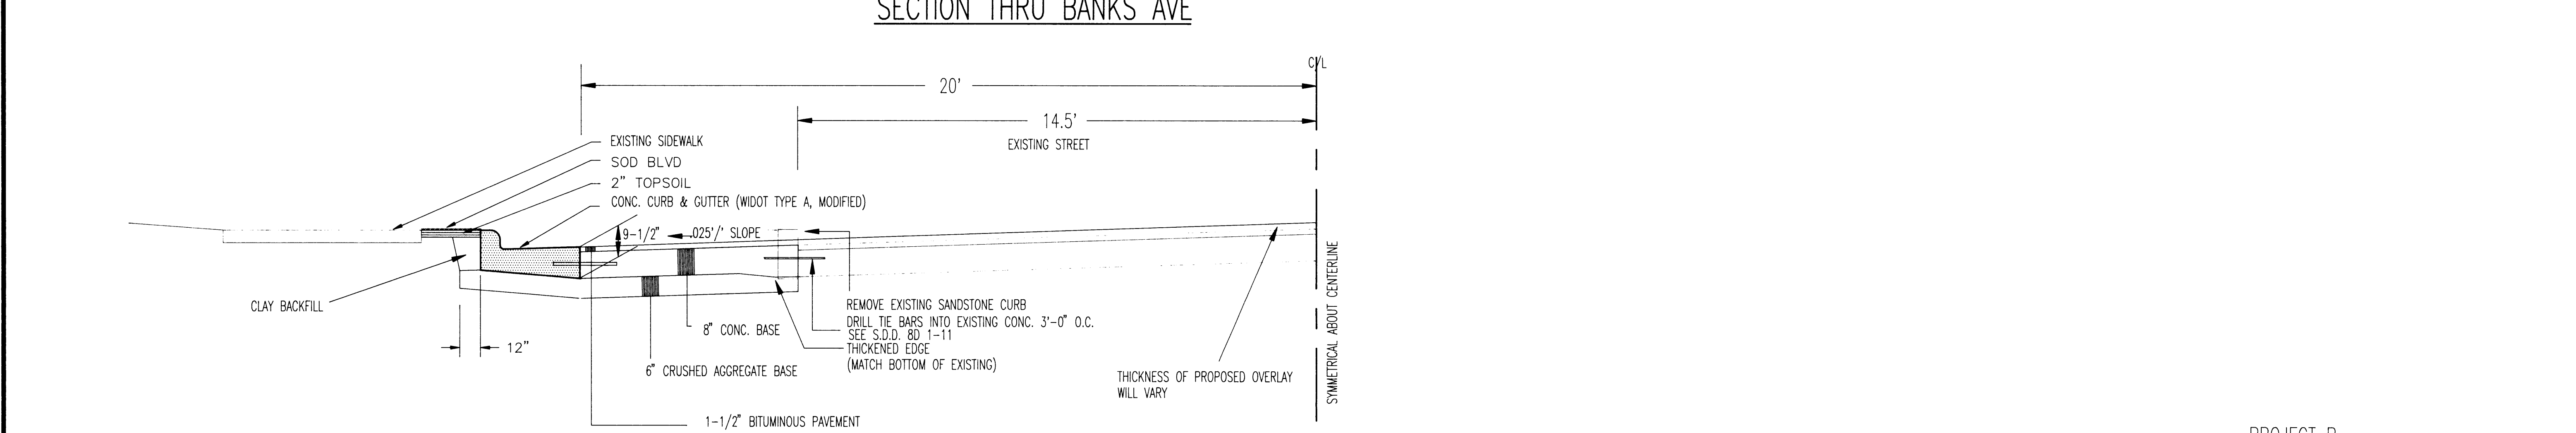 SECTION THRU BANKS AVE
C/L
20'
14.5'
EXISTING STREET
EXISTING SIDEWALK
SOD BLVD
2" TOPSOIL
CONC. CURB & GUTTER (WIDOT TYPE A, MODIFIED)
9-1/2"
.025'/' SLOPE
CLAY BACKFILL
12"
8" CONC. BASE
6" CRUSHED AGGREGATE BASE
1-1/2" BITUMINOUS PAVEMENT
REMOVE EXISTING SANDSTONE CURB
DRILL TIE BARS INTO EXISTING CONC. 3'-0" O.C.
SEE S.D.D. 8D 1-11
THICKENED EDGE
(MATCH BOTTOM OF EXISTING)
THICKNESS OF PROPOSED OVERLAY
WILL VARY
SYMMETRICAL ABOUT CENTERLINE